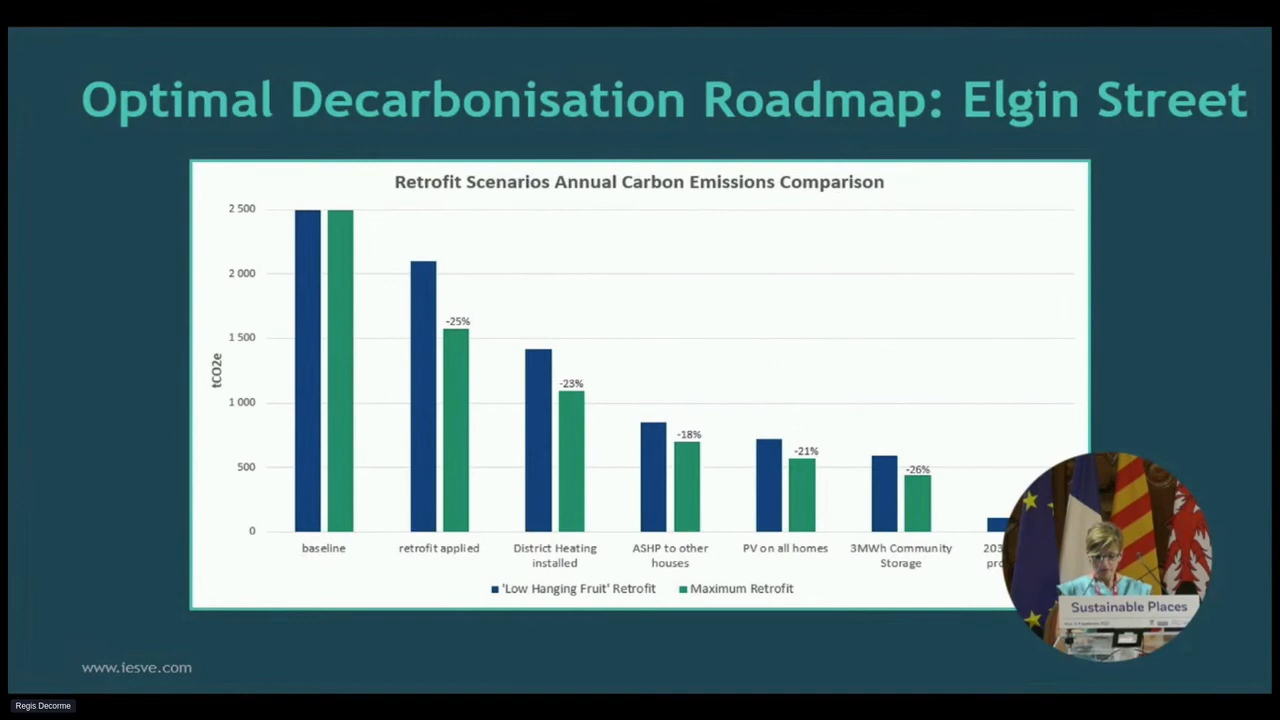 Optimal Decarbonisation Roadmap: Elgin Street
Retrofit Scenarios Annual Carbon Emissions Comparison
tCO2e
2 500
2 000
1 500
1 000
500
0
-25%
-23%
-18%
-21%
-26%
baseline
retrofit applied
District Heating
installed
ASHP to other
houses
PV on all homes
3MWh Community
Storage
'Low Hanging Fruit' Retrofit
Maximum Retrofit
Sustainable Places
www.iesve.com
Regis Decorme